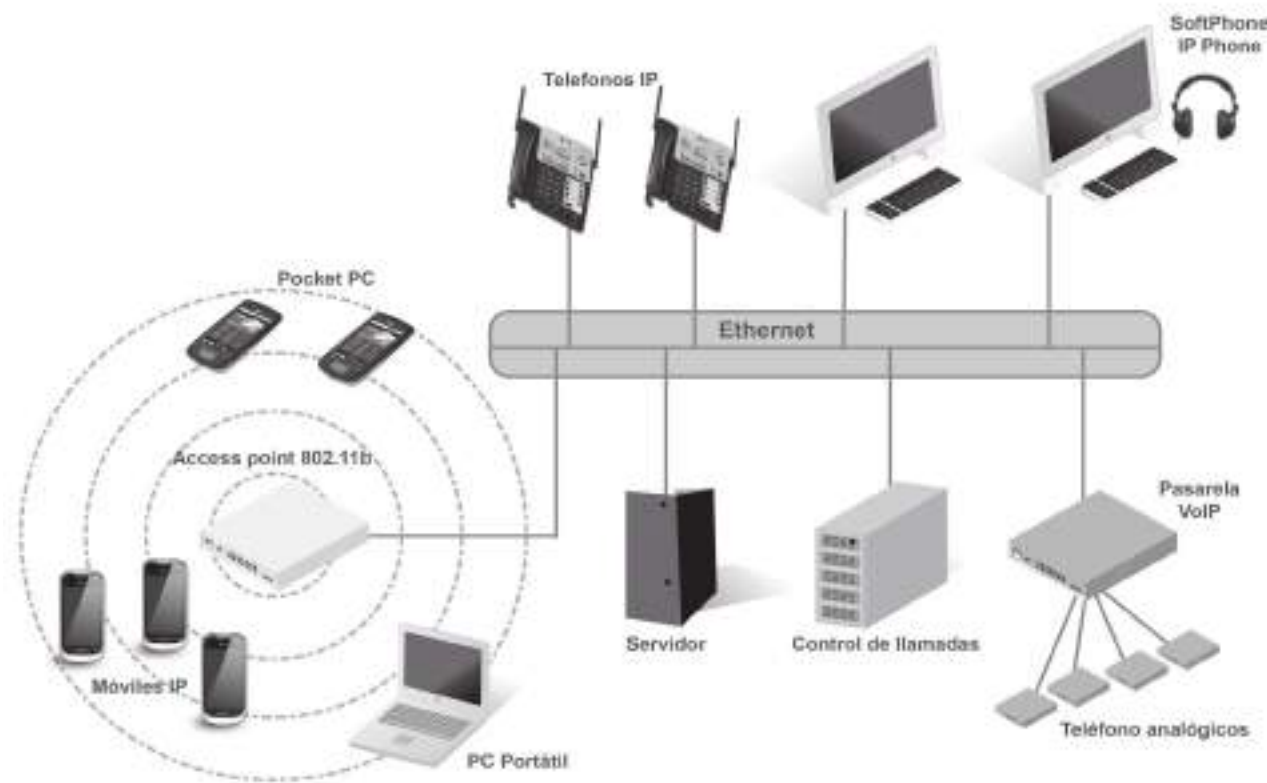 SoftPhone
IP Phone
Telefonos IP
Pocket PC
Ethernet
Access point 802.11b
Pasarela
VoIP
Servidor
Control de llamadas
Móviles IP
Teléfono analógicos
PC Portátil